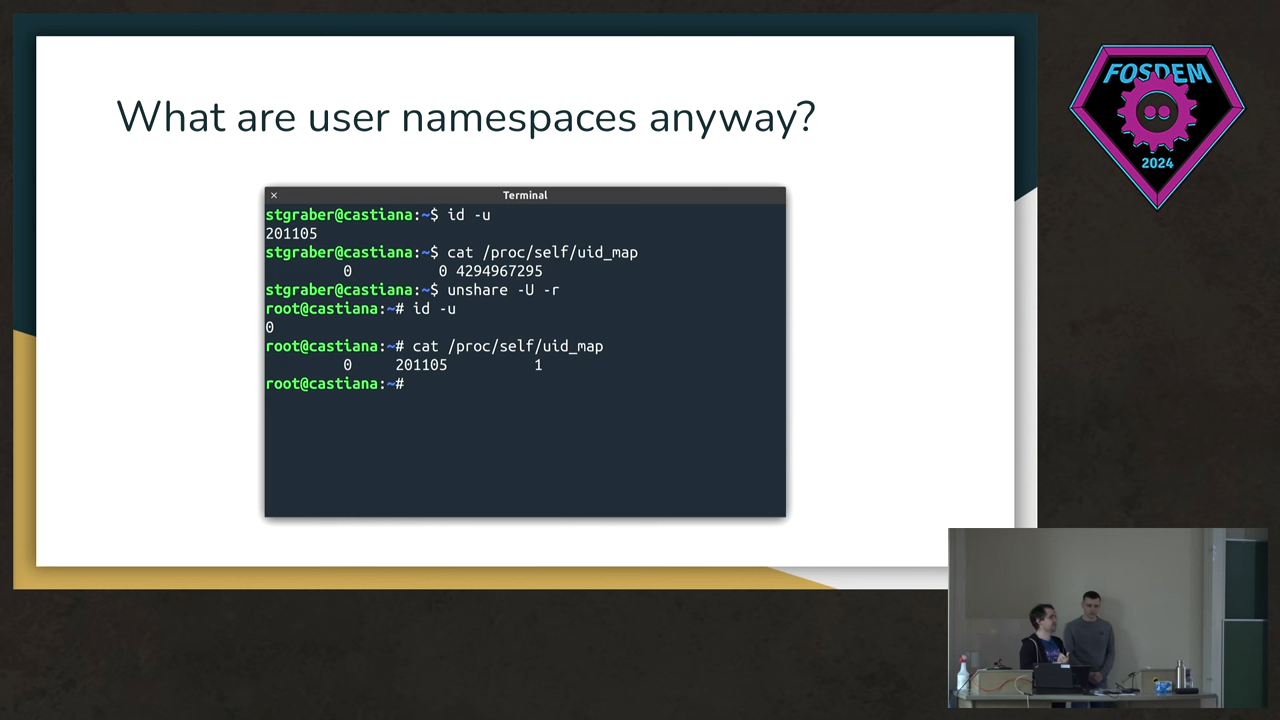 What are user namespaces anyway?
FOSDEM
2024
× Terminal
stgraber@castiana:~$ id -u
201105
stgraber@castiana:~$ cat /proc/self/uid_map
0 0 4294967295
stgraber@castiana:~$ unshare -U -r
root@castiana:~# id -u
0
root@castiana:~# cat /proc/self/uid_map
0 201105 1
root@castiana:~#